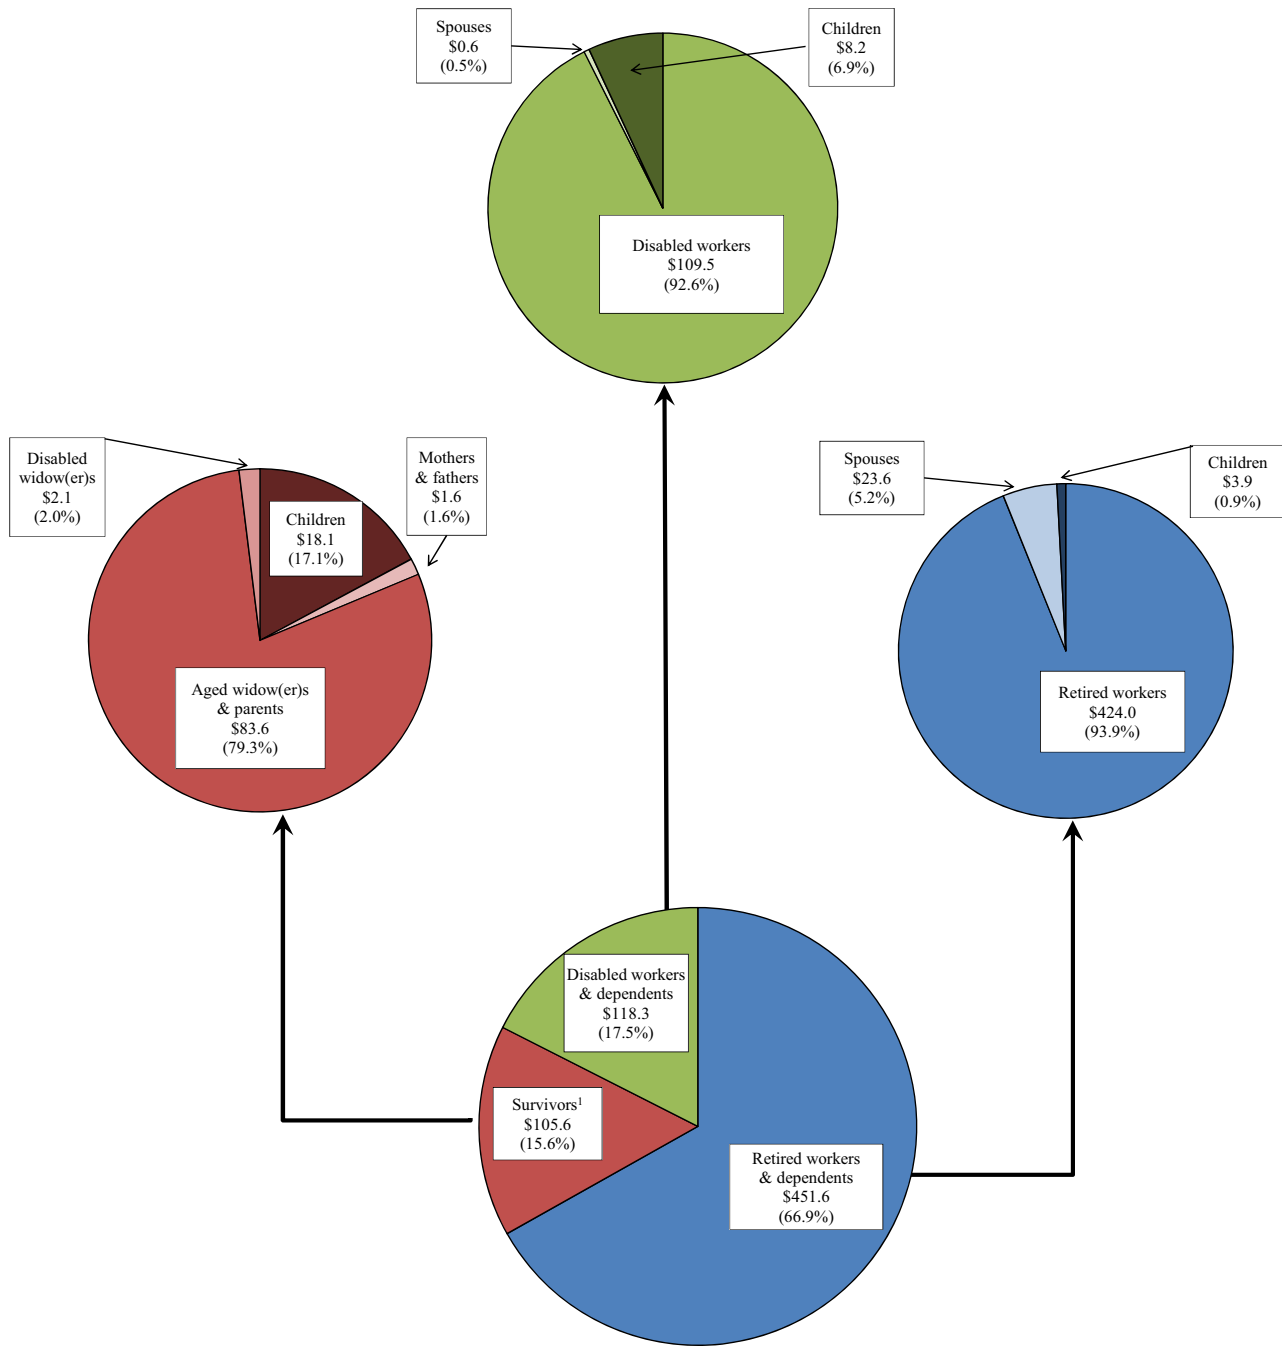 Spouses
$0.6
(0.5%)
Children
$8.2
(6.9%)
Disabled workers
$109.5
(92.6%)
Disabled
widow(er)s
$2.1
(2.0%)
Children
$18.1
(17.1%)
Mothers
& fathers
$1.6
(1.6%)
Aged widow(er)s
& parents
$83.6
(79.3%)
Spouses
$23.6
(5.2%)
Children
$3.9
(0.9%)
Retired workers
$424.0
(93.9%)
Disabled workers
& dependents
$118.3
(17.5%)
Survivors¹
$105.6
(15.6%)
Retired workers
& dependents
$451.6
(66.9%)